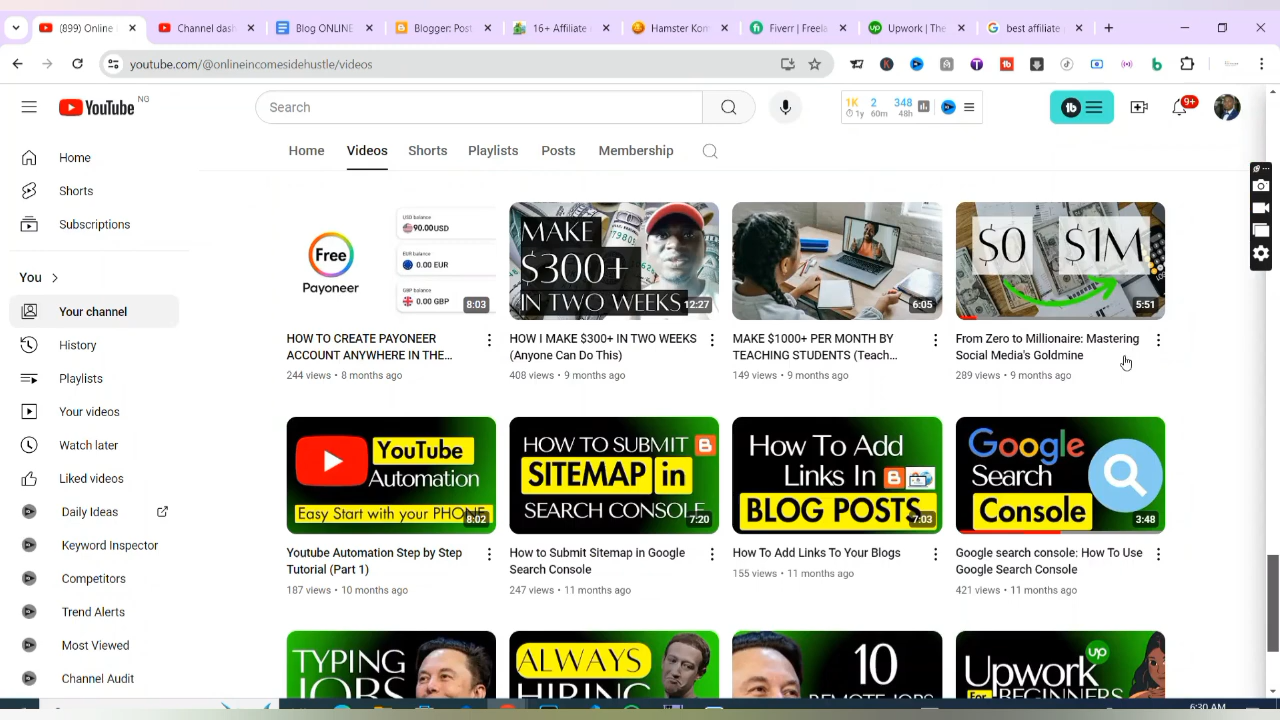 (899) Online
Channel dash
Blog ONLINE
Blogger: Post
16+ Affiliate
Hamster Kom
Fiverr | Freela
Upwork | The
best affiliate
youtube.com/@onlineincomesidehustle/videos
YouTube NG
Search
1K 2 348
1y 60m 48h
9+
Home
Videos
Shorts
Playlists
Posts
Membership
Home
Shorts
Subscriptions
You
Your channel
History
Playlists
Your videos
Watch later
Liked videos
Daily Ideas
Keyword Inspector
Competitors
Trend Alerts
Most Viewed
Channel Audit
Free
Payoneer
USD balance
90.00USD
EUR balance
0.00 EUR
GBP balance
0.00 GBP
8:03
HOW TO CREATE PAYONEER
ACCOUNT ANYWHERE IN THE...
244 views • 8 months ago
MAKE
$300+
IN TWO WEEKS
12:27
HOW I MAKE $300+ IN TWO WEEKS
(Anyone Can Do This)
408 views • 9 months ago
6:05
MAKE $1000+ PER MONTH BY
TEACHING STUDENTS (Teach...
149 views • 9 months ago
$0 $1M
5:51
From Zero to Millionaire: Mastering
Social Media's Goldmine
289 views • 9 months ago
YouTube
Automation
Easy Start with your PHONE
8:02
Youtube Automation Step by Step
Tutorial (Part 1)
187 views • 10 months ago
HOW TO SUBMIT
SITEMAP in
SEARCH CONSOLE
7:20
How to Submit Sitemap in Google
Search Console
247 views • 11 months ago
How To Add
Links In
BLOG POSTS
7:03
How To Add Links To Your Blogs
155 views • 11 months ago
Google
Search
Console
3:48
Google search console: How To Use
Google Search Console
421 views • 11 months ago
TYPING
JOBS
ALWAYS
HIRING
10
REMOTE JOBS
up
Upwork
For BEGINNERS
6:30 AM